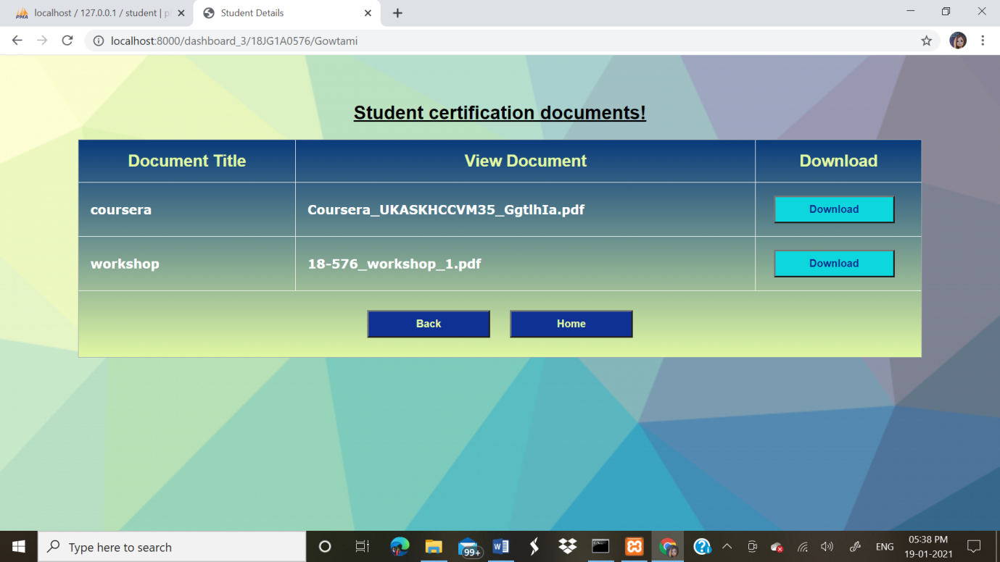 localhost / 127.0.0.1 / student | p
Student Details
localhost:8000/dashboard_3/18JG1A0576/Gowtami
Student certification documents!
Document Title View Document Download
coursera Coursera_UKASKHCCVM35_GgtlhIa.pdf Download
workshop 18-576_workshop_1.pdf Download
Back Home
Type here to search
99+
ENG
05:38 PM
19-01-2021